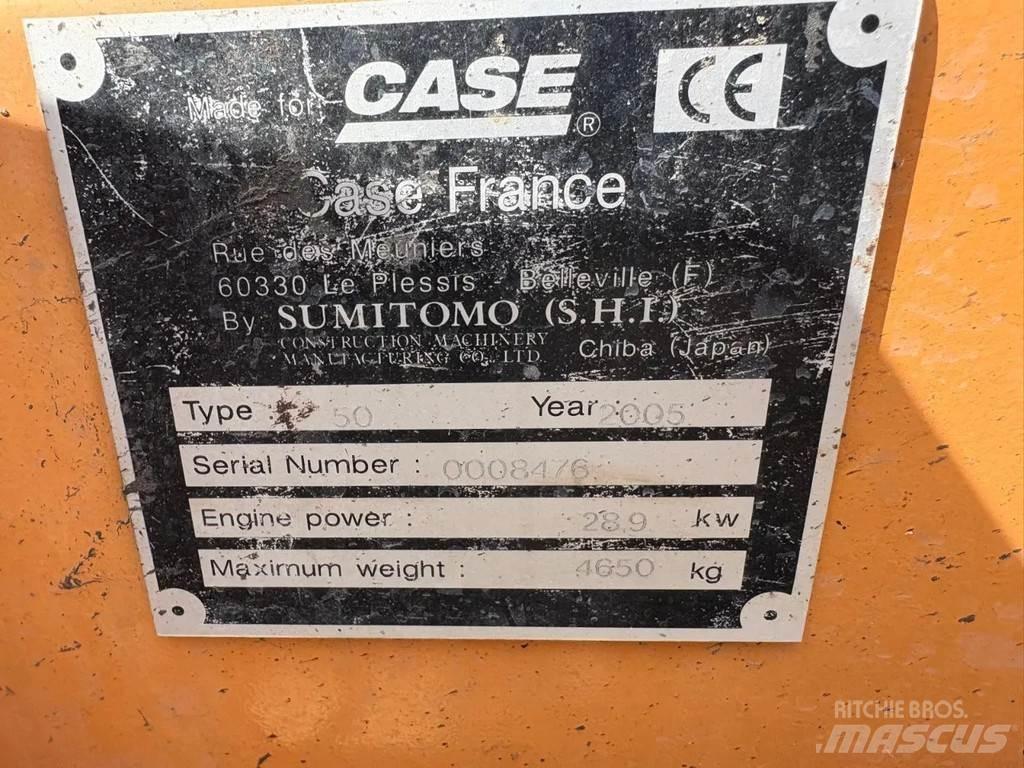 Made for CASE ® CE
Case France
Rue des Meuniers
60330 Le Plessis - Belleville (F)
By SUMITOMO (S.H.I.)
CONSTRUCTION MACHINERY
MANUFACTURING CO., LTD. Chiba (Japan)
Type : 50 Year : 2005
Serial Number : 0008476
Engine power : 28.9 kw
Maximum weight : 4650 kg
RITCHIE BROS.
MASCUS